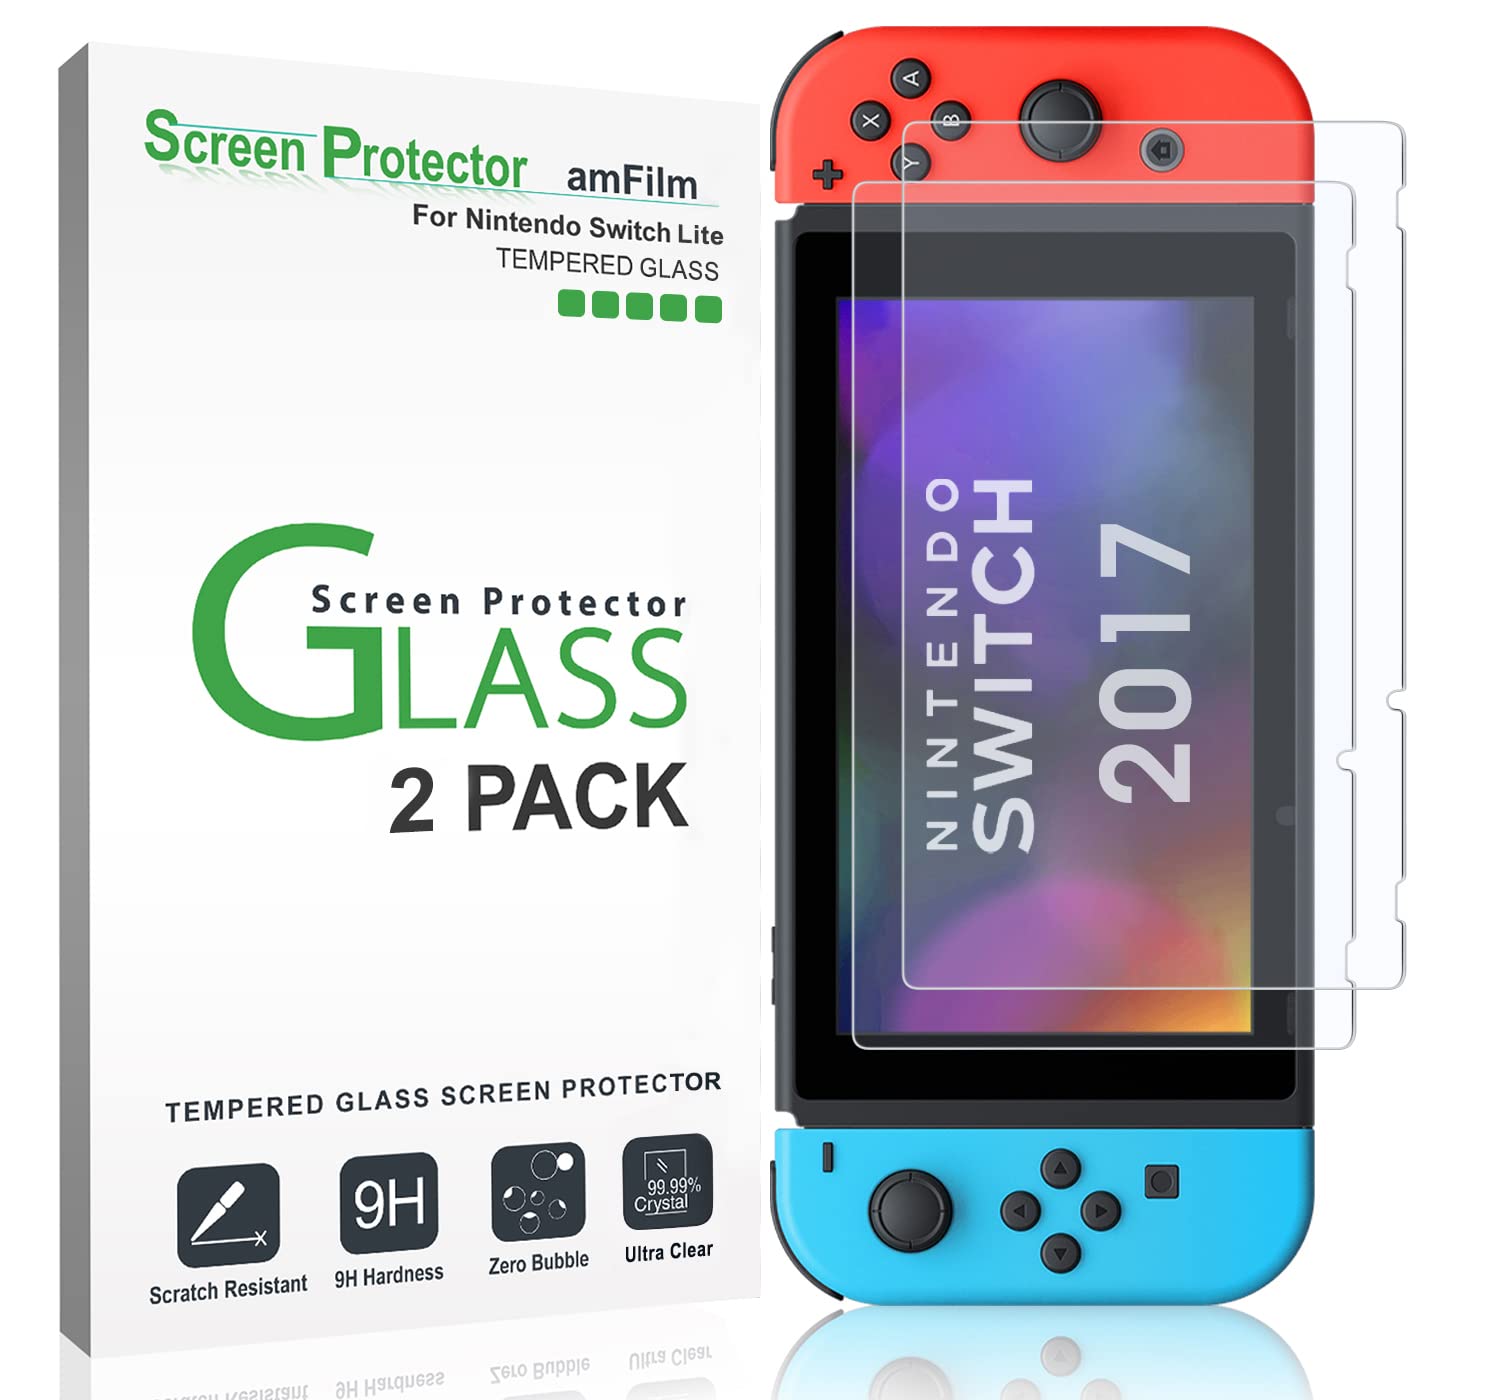 Screen Protector amFilm
For Nintendo Switch Lite
TEMPERED GLASS
Screen Protector
GLASS
2 PACK
TEMPERED GLASS SCREEN PROTECTOR
9H
99.99%
Crystal
Scratch Resistant
9H Hardness
Zero Bubble
Ultra Clear
A
X
B
Y
NINTENDO
SWITCH
2017